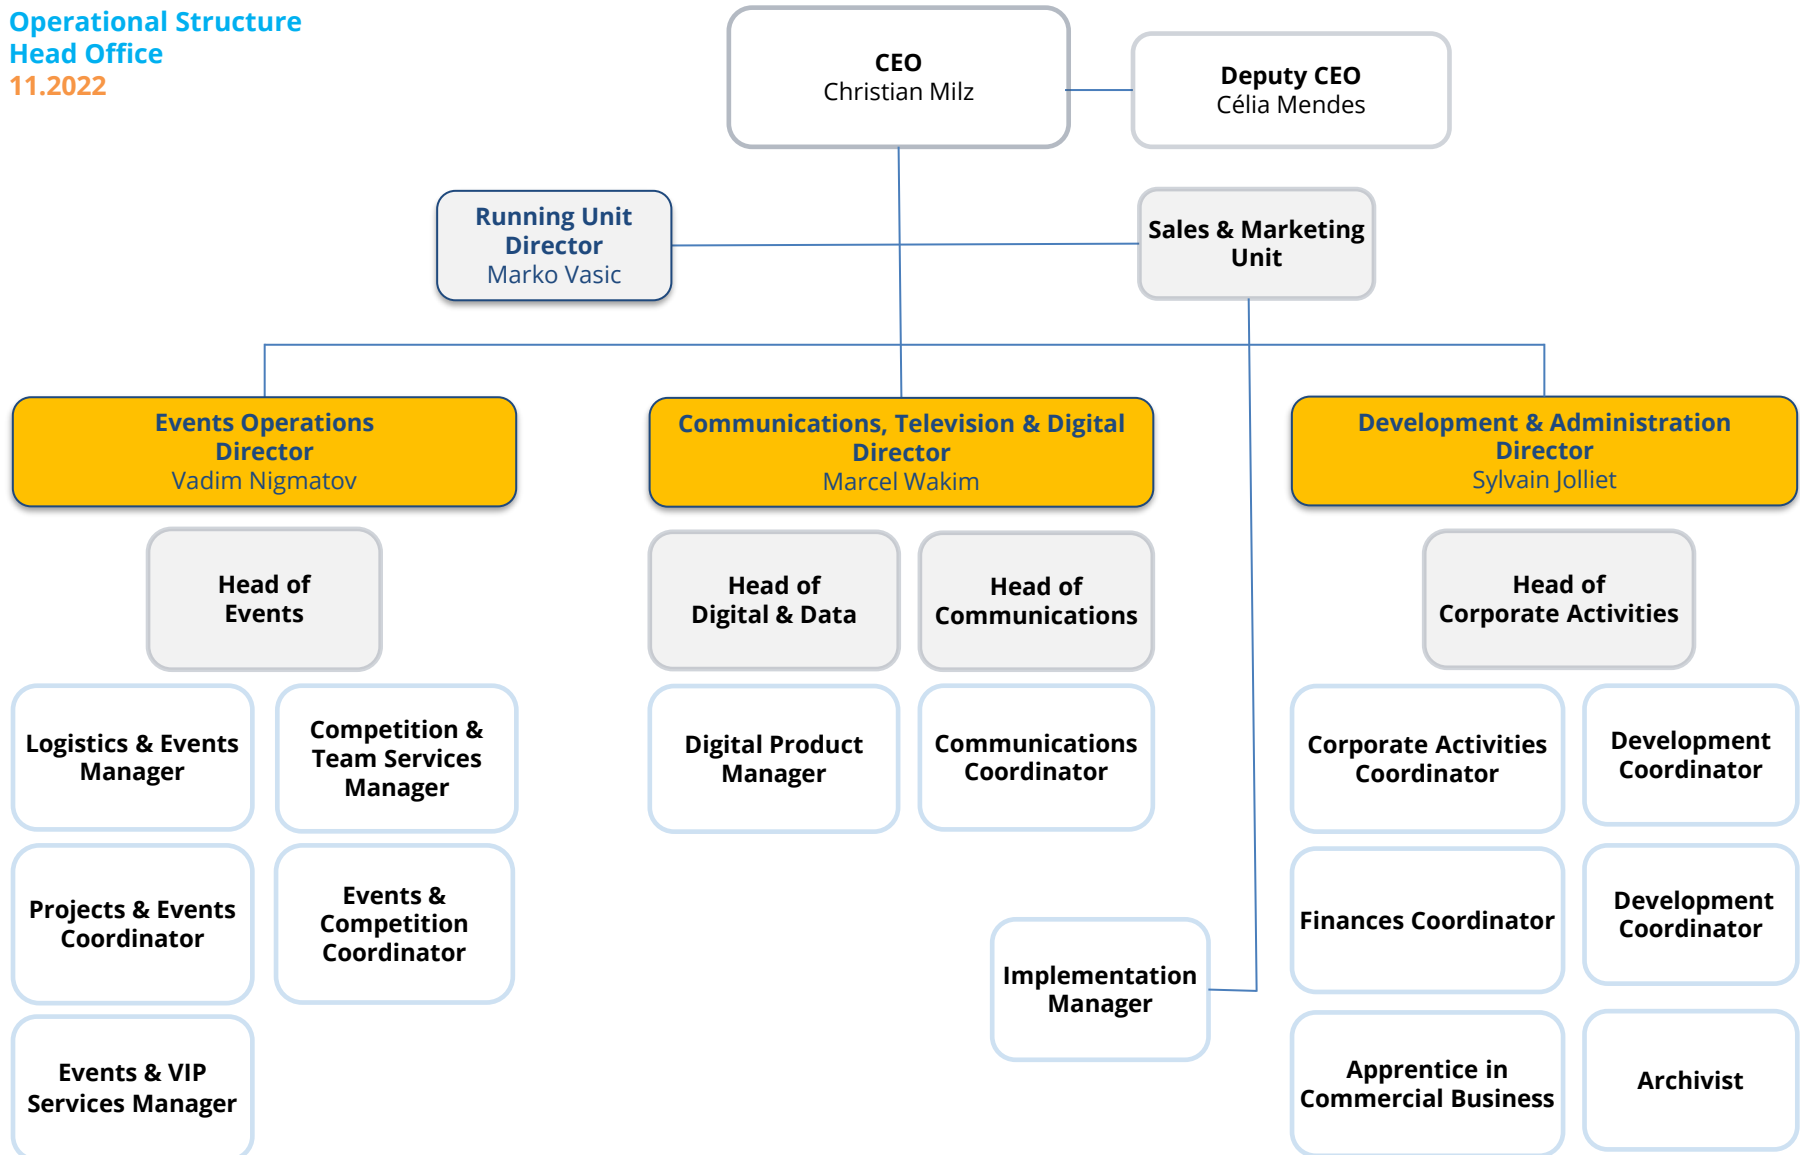 Operational Structure
Head Office
11.2022
CEO
Christian Milz
Deputy CEO
Célia Mendes
Running Unit
Director
Marko Vasic
Sales & Marketing
Unit
Events Operations
Director
Vadim Nigmatov
Communications, Television & Digital
Director
Marcel Wakim
Development & Administration
Director
Sylvain Jolliet
Head of
Events
Head of
Digital & Data
Head of
Communications
Head of
Corporate Activities
Logistics & Events
Manager
Competition &
Team Services
Manager
Digital Product
Manager
Communications
Coordinator
Corporate Activities
Coordinator
Development
Coordinator
Projects & Events
Coordinator
Events &
Competition
Coordinator
Implementation
Manager
Finances Coordinator
Development
Coordinator
Events & VIP
Services Manager
Apprentice in
Commercial Business
Archivist